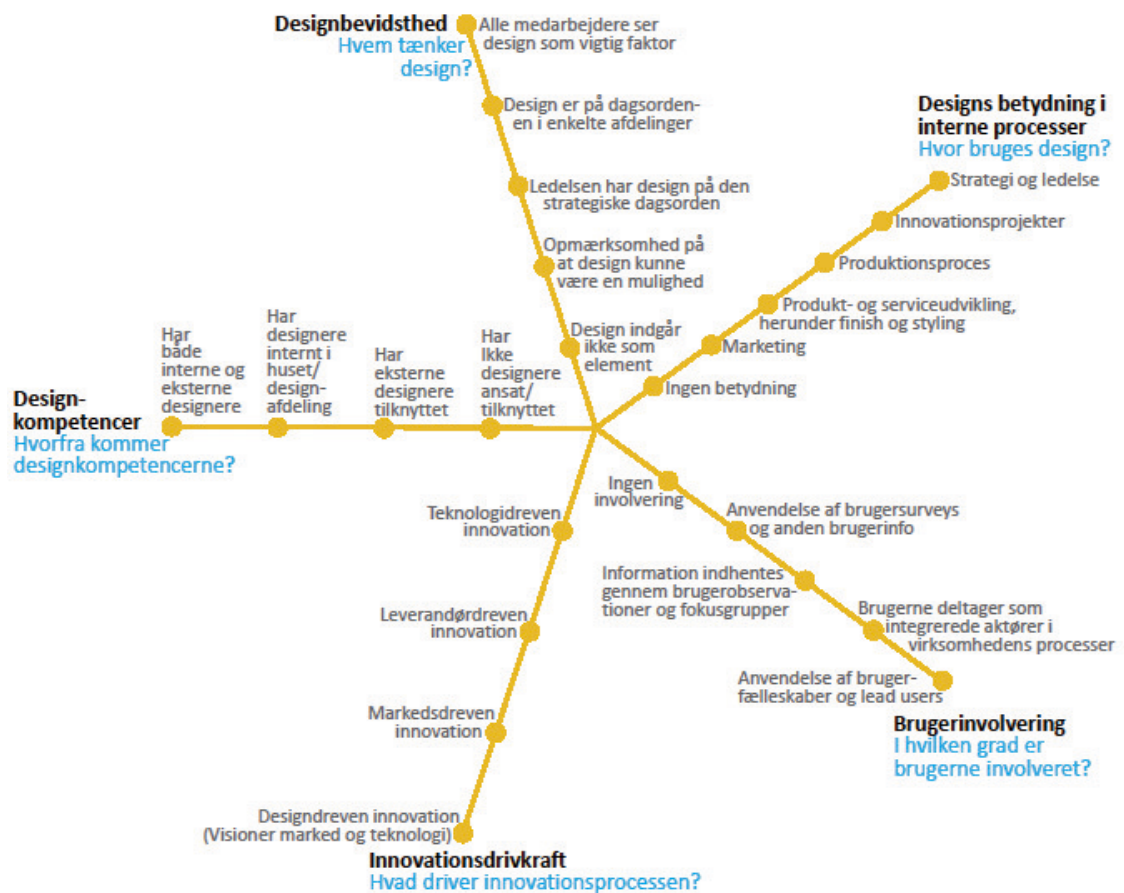 Designbevidsthed
Hvem tænker
design?
Alle medarbejdere ser
design som vigtig faktor
Design er på dagsorden-
en i enkelte afdelinger
Ledelsen har design på den
strategiske dagsorden
Opmærksomhed på
at design kunne
være en mulighed
Design indgår
ikke som
element
Designs betydning i
interne processer
Hvor bruges design?
Strategi og ledelse
Innovationsprojekter
Produktionsproces
Produkt- og serviceudvikling,
herunder finish og styling
Marketing
Ingen betydning
Design-
kompetencer
Hvorfra kommer
designkompetencerne?
Har
både
interne og
eksterne
designere
Har
designere
internt i
huset/
design-
afdeling
Har
eksterne
designere
tilknyttet
Har
Ikke
designere
ansat/
tilknyttet
Ingen
involvering
Anvendelse af brugersurveys
og anden brugerinfo
Information indhentes
gennem brugerobserva-
tioner og fokusgrupper
Brugerne deltager som
integrerede aktører i
virksomhedens processer
Anvendelse af bruger-
fælleskaber og lead users
Brugerinvolvering
I hvilken grad er
brugerne involveret?
Teknologidreven
innovation
Leverandørdreven
innovation
Markedsdreven
innovation
Designdreven innovation
(Visioner marked og teknologi)
Innovationsdrivkraft
Hvad driver innovationsprocessen?